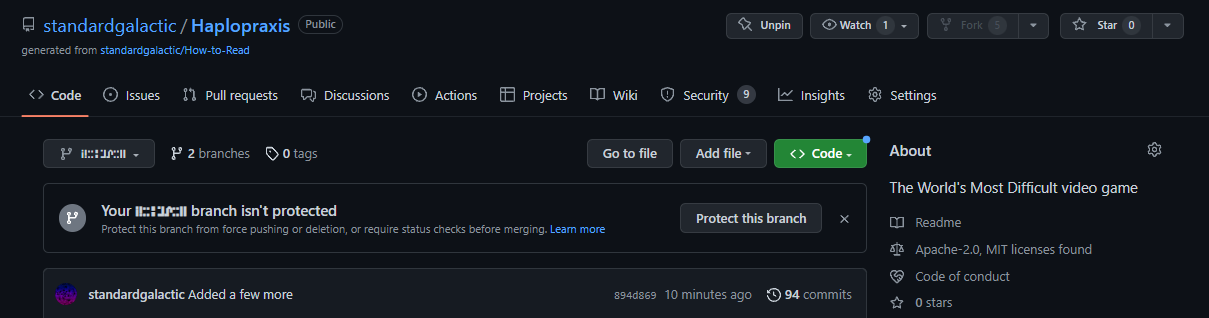 standardgalactic / Haplopraxis Public
Unpin
Watch 1
Fork 5
Star 0
generated from standardgalactic/How-to-Read
Code
Issues
Pull requests
Discussions
Actions
Projects
Wiki
Security 9
Insights
Settings
2 branches
0 tags
Go to file
Add file
Code
Your branch isn't protected
Protect this branch from force pushing or deletion, or require status checks before merging. Learn more
Protect this branch
standardgalactic Added a few more
894d869 10 minutes ago
94 commits
About
The World's Most Difficult video game
Readme
Apache-2.0, MIT licenses found
Code of conduct
0 stars